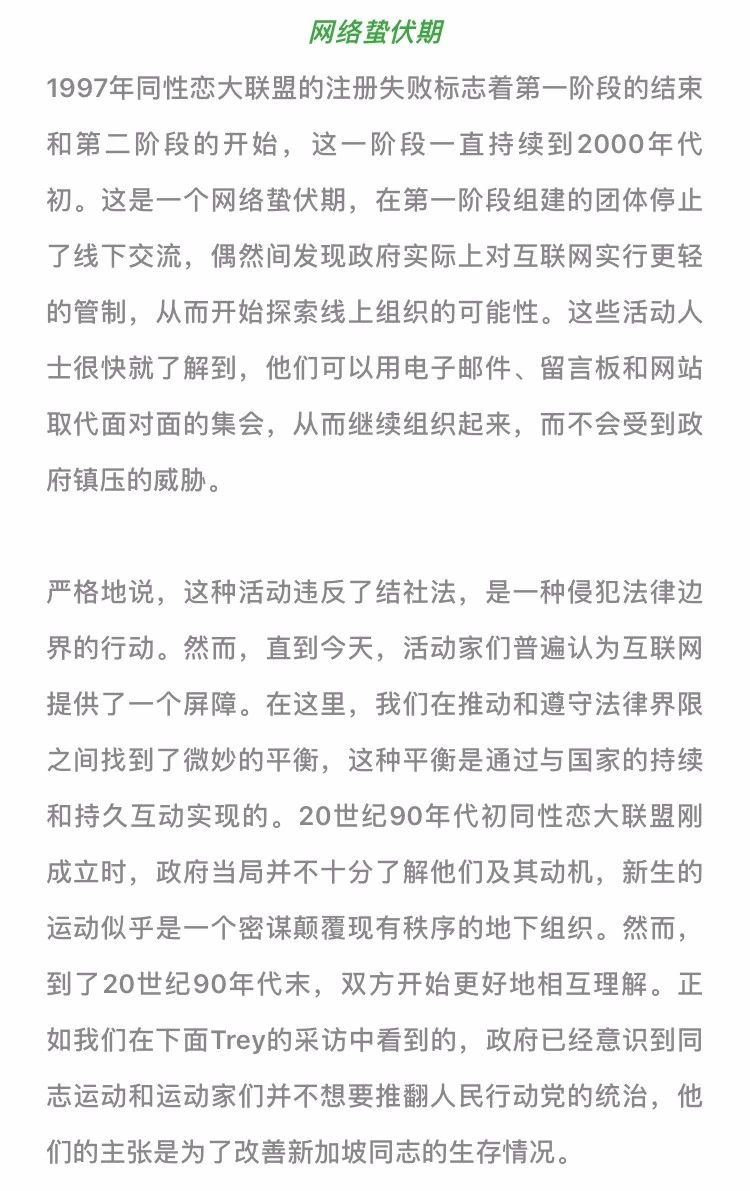 网络蛰伏期
1997年同性恋大联盟的注册失败标志着第一阶段的结束
和第二阶段的开始，这一阶段一直持续到2000年代
初。这是一个网络蛰伏期，在第一阶段组建的团体停止
了线下交流，偶然间发现政府实际上对互联网实行更轻
的管制，从而开始探索线上组织的可能性。这些活动人
士很快就了解到，他们可以用电子邮件、留言板和网站
取代面对面的集会，从而继续组织起来，而不会受到政
府镇压的威胁。
严格地说，这种活动违反了结社法，是一种侵犯法律边
界的行动。然而，直到今天，活动家们普遍认为互联网
提供了一个屏障。在这里，我们在推动和遵守法律界限
之间找到了微妙的平衡，这种平衡是通过与国家的持续
和持久互动实现的。20世纪90年代初同性恋大联盟刚
成立时，政府当局并不十分了解他们及其动机，新生的
运动似乎是一个密谋颠覆现有秩序的地下组织。然而，
到了20世纪90年代末，双方开始更好地相互理解。正
如我们在下面Trey的采访中看到的，政府已经意识到同
志运动和运动家们并不想要推翻人民行动党的统治，他
们的主张是为了改善新加坡同志的生存情况。